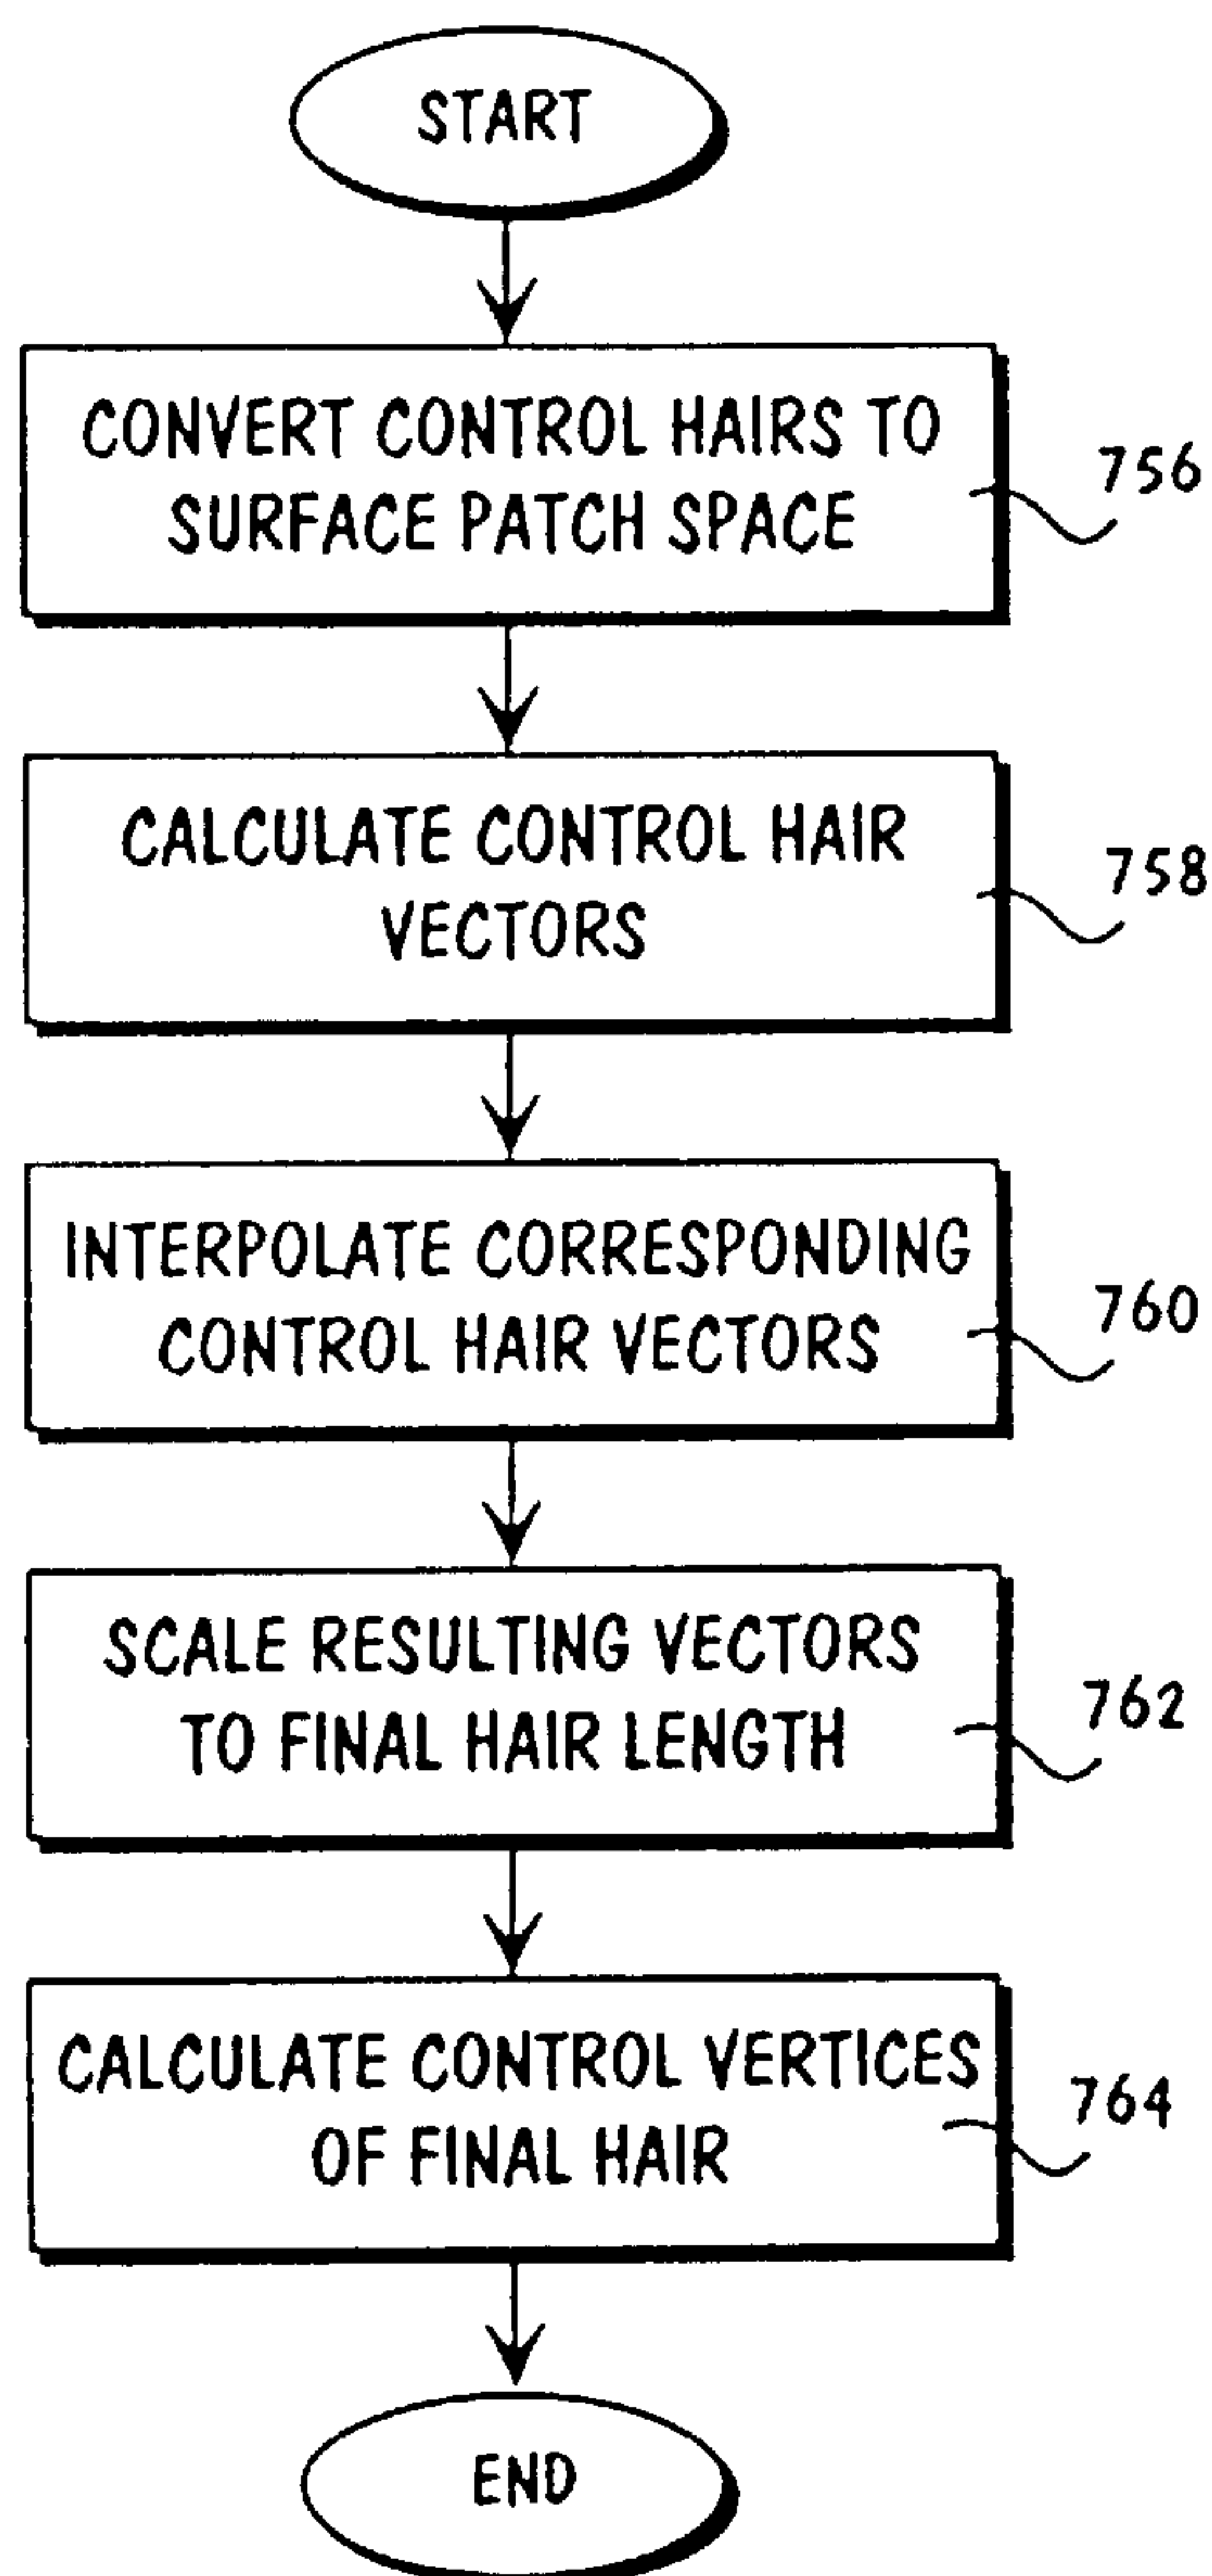 START
CONVERT CONTROL HAIRS TO
SURFACE PATCH SPACE
756
CALCULATE CONTROL HAIR
VECTORS
758
INTERPOLATE CORRESPONDING
CONTROL HAIR VECTORS
760
SCALE RESULTING VECTORS
TO FINAL HAIR LENGTH
762
CALCULATE CONTROL VERTICES
OF FINAL HAIR
764
END